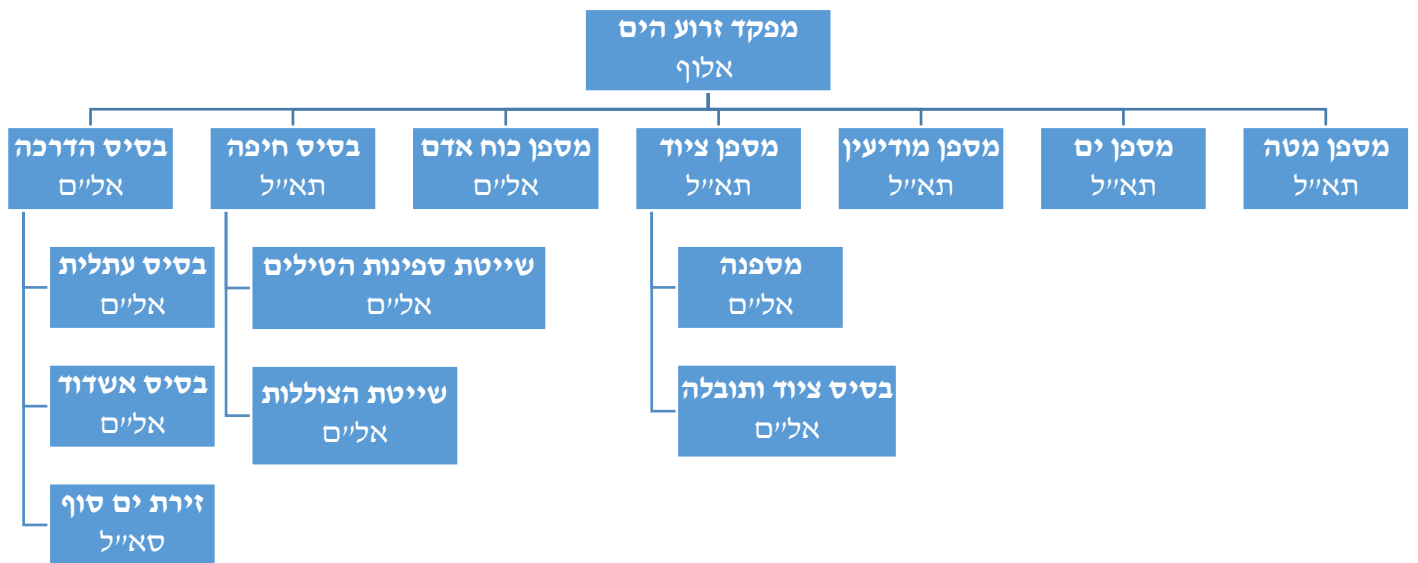 מפקד זרוע הים
אלוף
מספן מטה
תא״ל
מספן ים
תא״ל
מספן מודיעין
תא״ל
מספן ציוד
תא״ל
מספן כוח אדם
אל״ם
בסיס חיפה
תא״ל
בסיס הדרכה
אל״ם
מספנה
אל״ם
בסיס ציוד ותובלה
אל״ם
שייטת ספינות הטילים
אל״ם
שייטת הצוללות
אל״ם
בסיס עתלית
אל״ם
בסיס אשדוד
אל״ם
זירת ים סוף
סא״ל